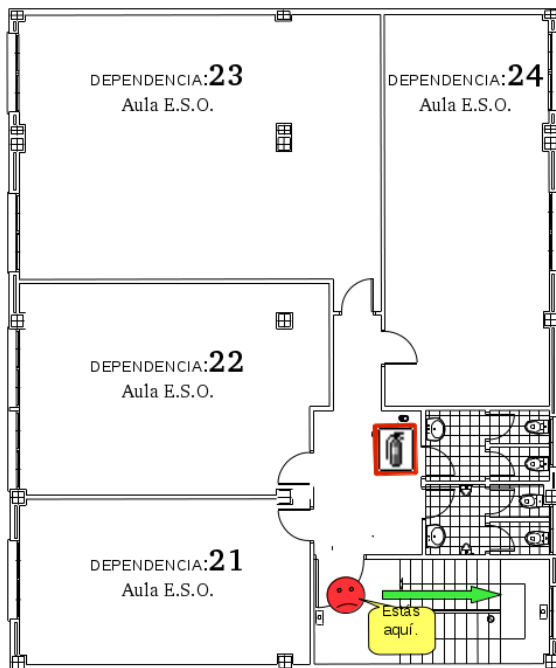 DEPENDENCIA:23
Aula E.S.O.
DEPENDENCIA:24
Aula E.S.O.
DEPENDENCIA:22
Aula E.S.O.
DEPENDENCIA:21
Aula E.S.O.
Estás
aquí.